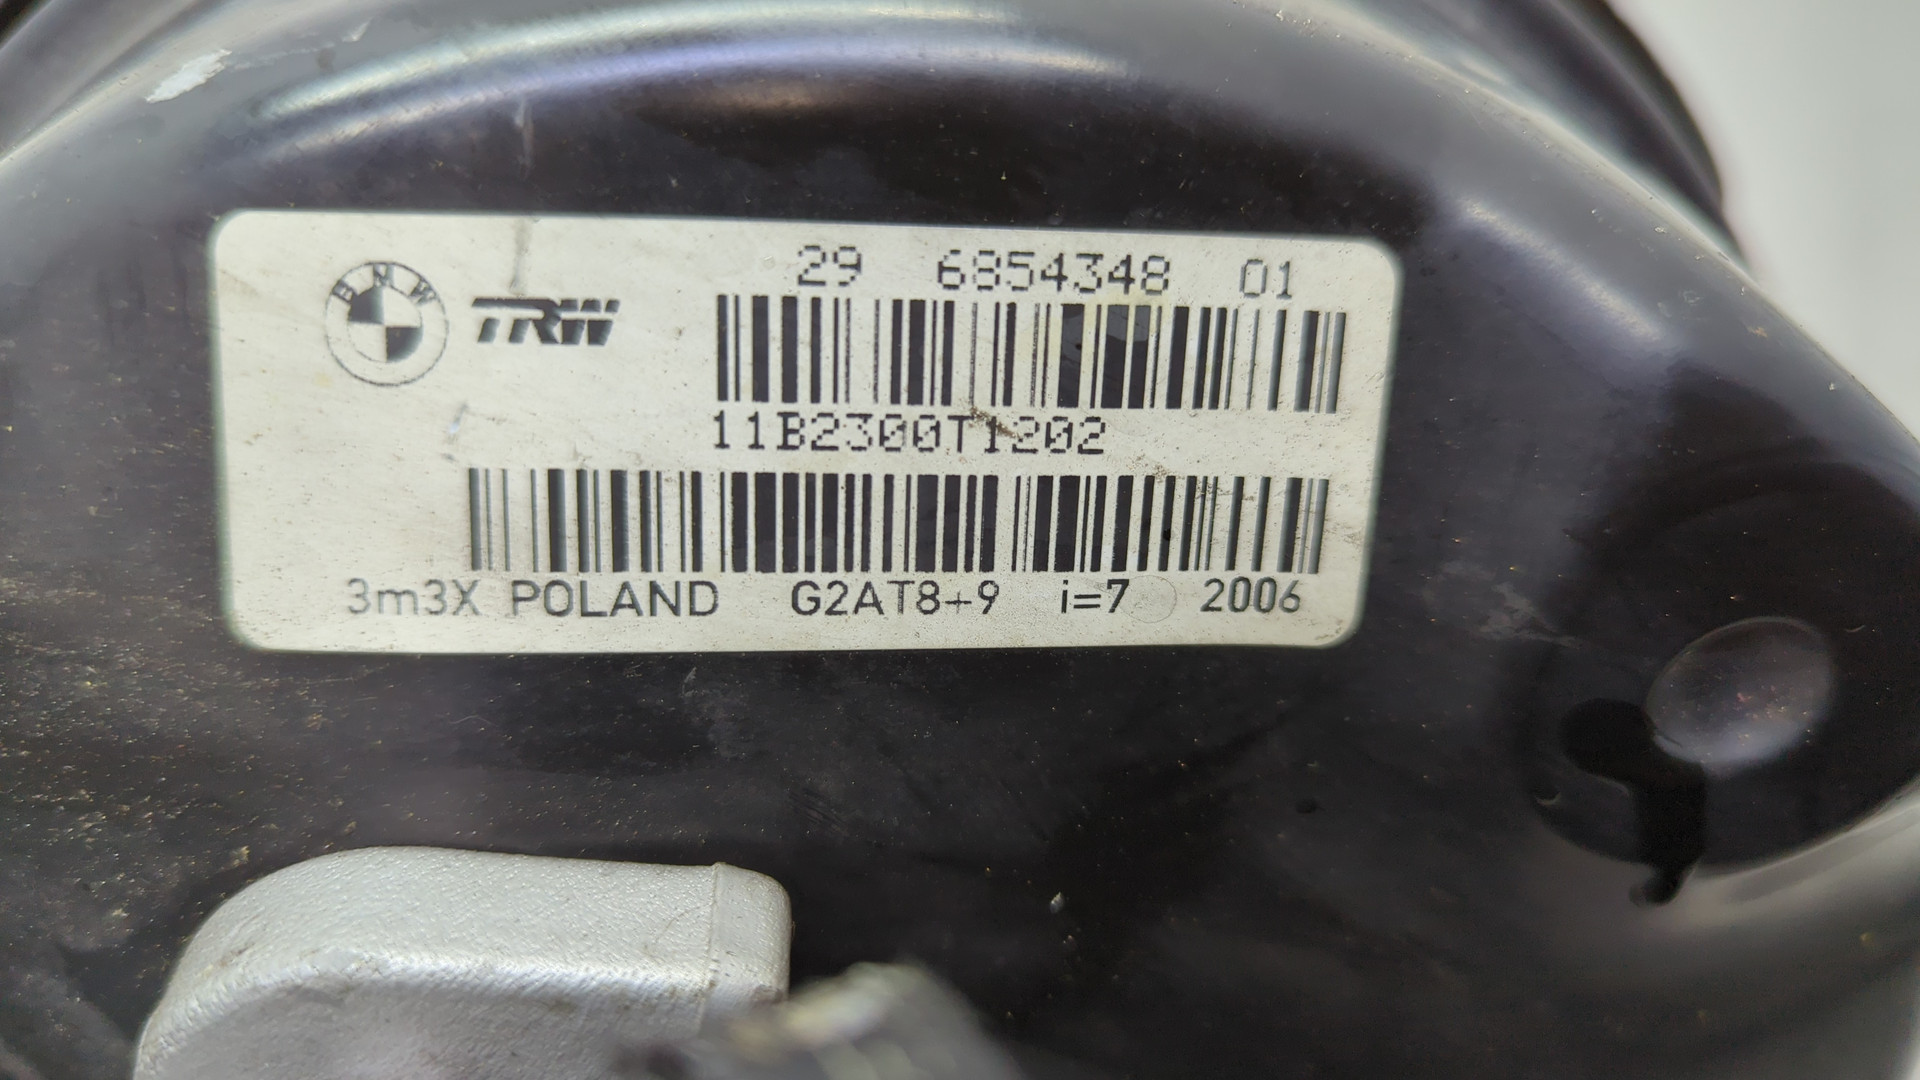 BMW TRW 29 6854348 01
11B2300T1202
3m3X POLAND G2AT8+9 i=7 2006